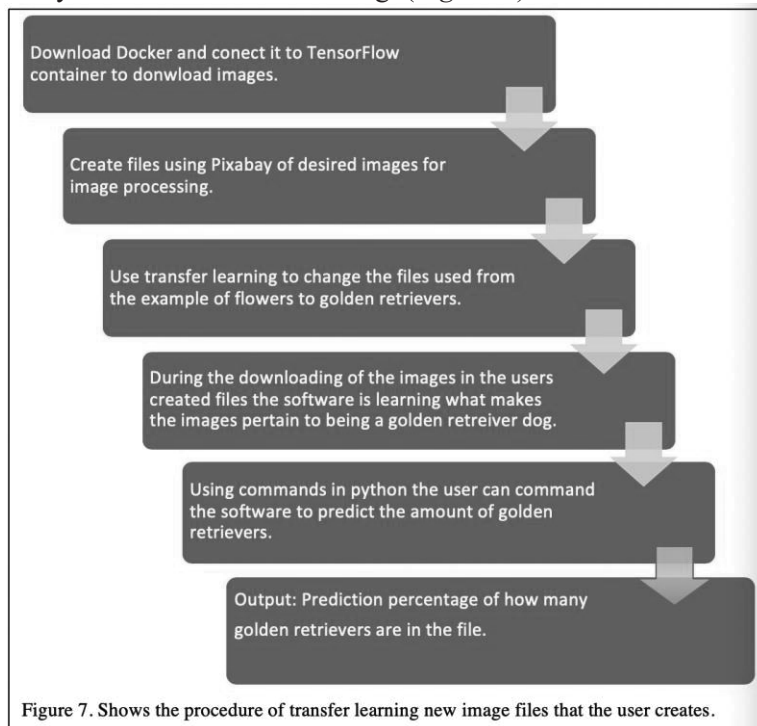 Download Docker and conect it to TensorFlow
container to donwload images.
Create files using Pixabay of desired images for
image processing.
Use transfer learning to change the files used from
the example of flowers to golden retrievers.
During the downloading of the images in the users
created files the software is learning what makes
the images pertain to being a golden retreiver dog.
Using commands in python the user can command
the software to predict the amount of golden
retrievers.
Output: Prediction percentage of how many
golden retrievers are in the file.
Figure 7. Shows the procedure of transfer learning new image files that the user creates.